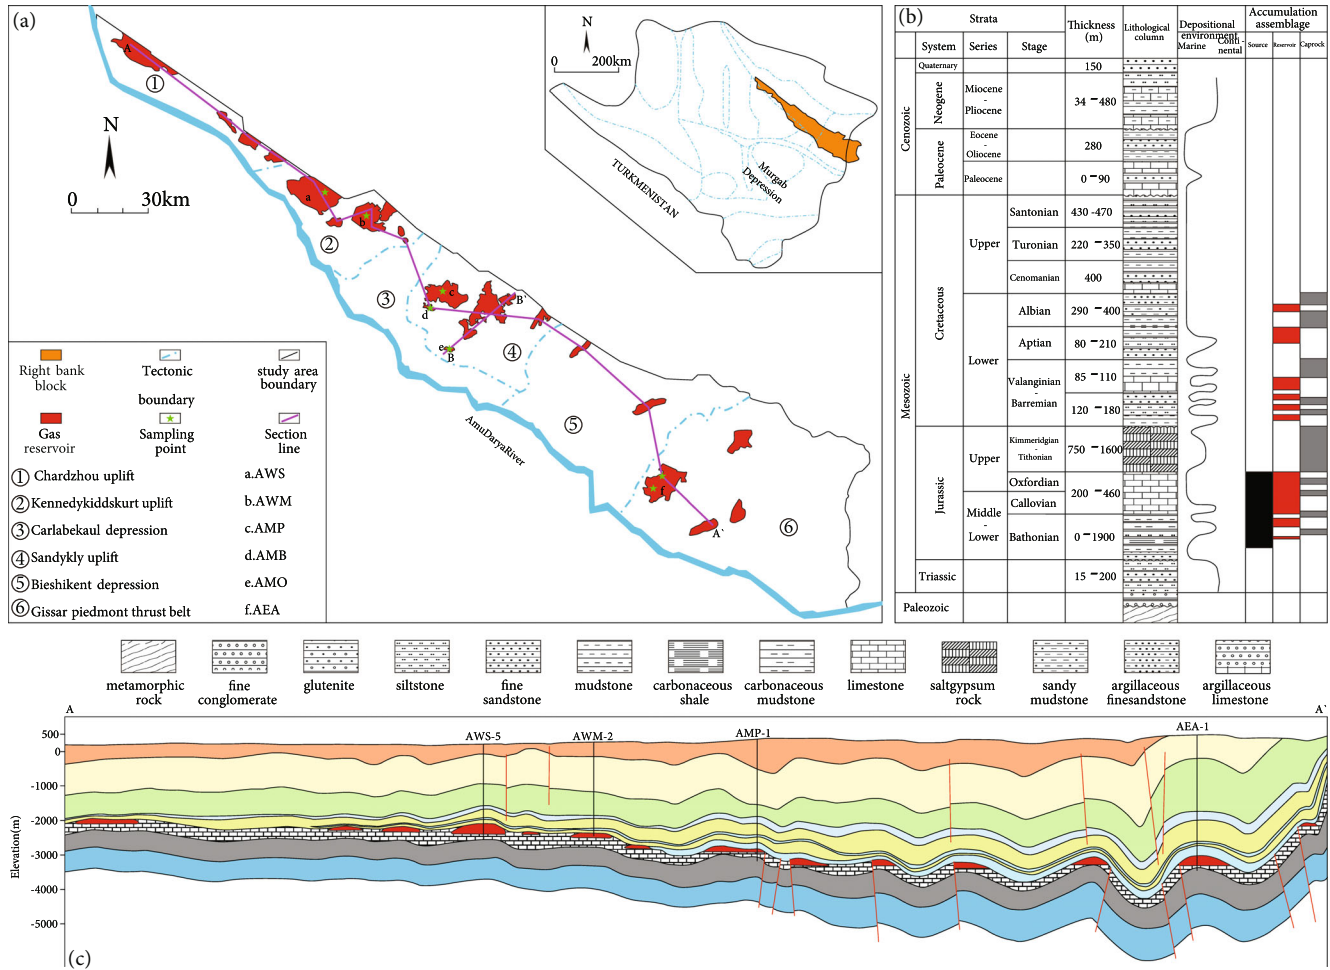 (a)
A
①
N
0 30km
a
b
②
③
c
d
B`
e
B
④
⑤
AmuDaryaRiver
f
A`
⑥
N
0 200km
Murgab
Depression
TURKMENISTAN
Right bank
block
Tectonic
boundary
study area
boundary
Gas
reservoir
Sampling
point
Section
line
① Chardzhou uplift a.AWS
② Kennedykiddskurt uplift b.AWM
③ Carlabekaul depression c.AMP
④ Sandykly uplift d.AMB
⑤ Bieshikent depression e.AMO
⑥ Gissar piedmont thrust belt f.AEA
(b)
Strata
Thickness
(m)
Lithological
column
Depositional
environment
Marine Conti-
nental
Accumulation
assemblage
System Series Stage
Source Reservoir Caprock
Cenozoic
Quaternary 150
Neogene
Miocene
-
Pliocene
34-480
Paleocene
Eocene
-
Oliocene
280
Paleocene 0-90
Mesozoic
Cretaceous
Upper
Santonian 430-470
Turonian 220-350
Cenomanian 400
Lower
Albian 290-400
Aptian 80-210
Valanginian
-
Barremian
85-110
120-180
Jurassic
Upper
Kimmeridgian
-
Tithonian
750-1600
Oxfordian
Callovian
200-460
Middle
-
Lower
Bathonian 0-1900
Triassic 15-200
Paleozoic
metamorphic
rock
fine
conglomerate
glutenite
siltstone
fine
sandstone
mudstone
carbonaceous
shale
carbonaceous
mudstone
limestone
saltgypsum
rock
sandy
mudstone
argillaceous
finesandstone
argillaceous
limestone
A A`
AWS-5 AWM-2 AMP-1 AEA-1
Elevation(m)
500
0
-1000
-2000
-3000
-4000
-5000
(c)